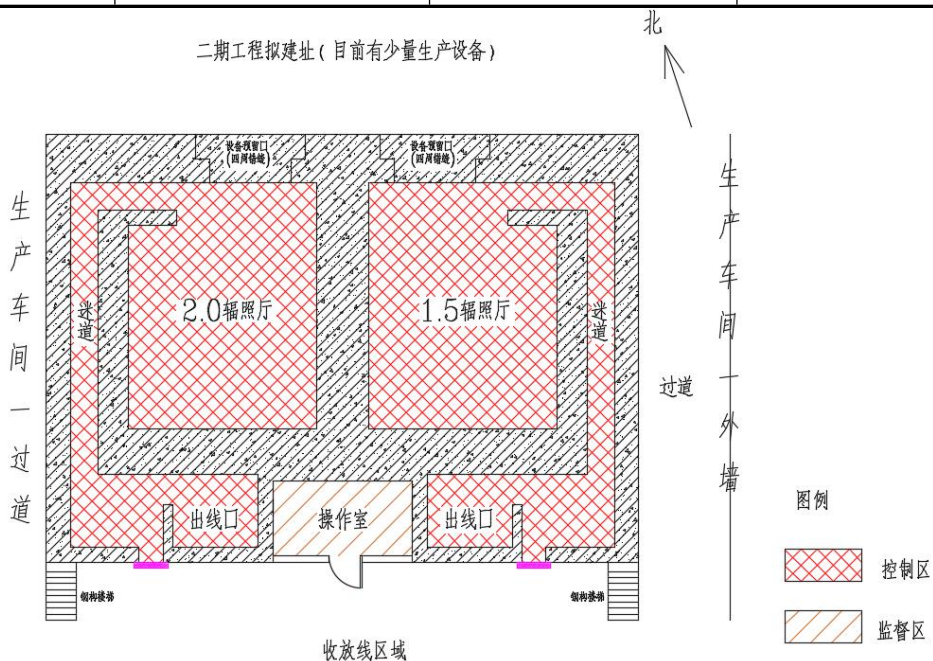 北
二期工程拟建址(目前有少量生产设备)
设备预留口
(四周错缝)
设备预留口
(四周错缝)
生产车间一过道
生产车间一外墙
迷道
2.0辐照厅
1.5辐照厅
迷道
过道
出线口
操作室
出线口
图例
控制区
监督区
钢构楼梯
钢构楼梯
收放线区域